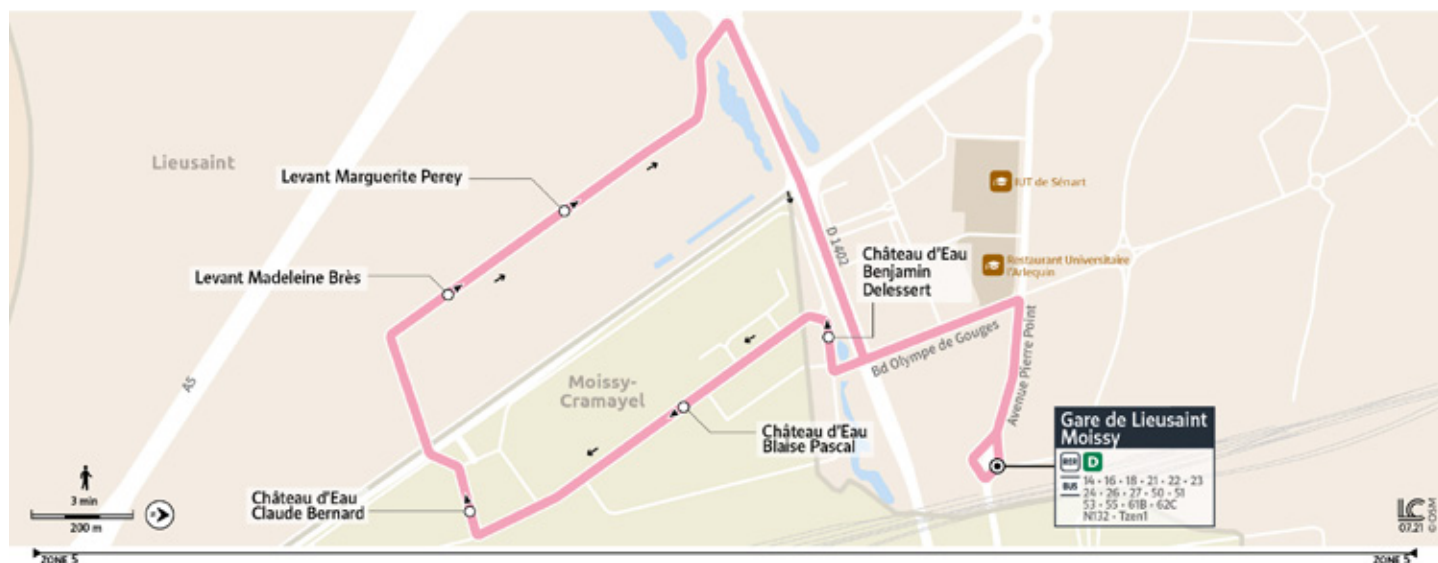 Lieusaint
Levant Marguerite Perey
IUT de Sénart
D 1402
Château d'Eau
Benjamin
Delessert
Restaurant Universitaire
l'Arlequin
Levant Madeleine Brès
Bd Olympe de Gouges
Avenue Pierre Point
A5
Moissy-
Cramayel
Château d'Eau
Blaise Pascal
Gare de Lieusaint
Moissy
RER D
BUS
14 • 16 • 18 • 21 • 22 • 23
24 • 26 • 27 • 50 • 51
53 • 55 • 61B • 62C
N132 • Tzen1
3 min
200 m
Château d'Eau
Claude Bernard
LC
07.21
© OSM
ZONE 5
ZONE 5